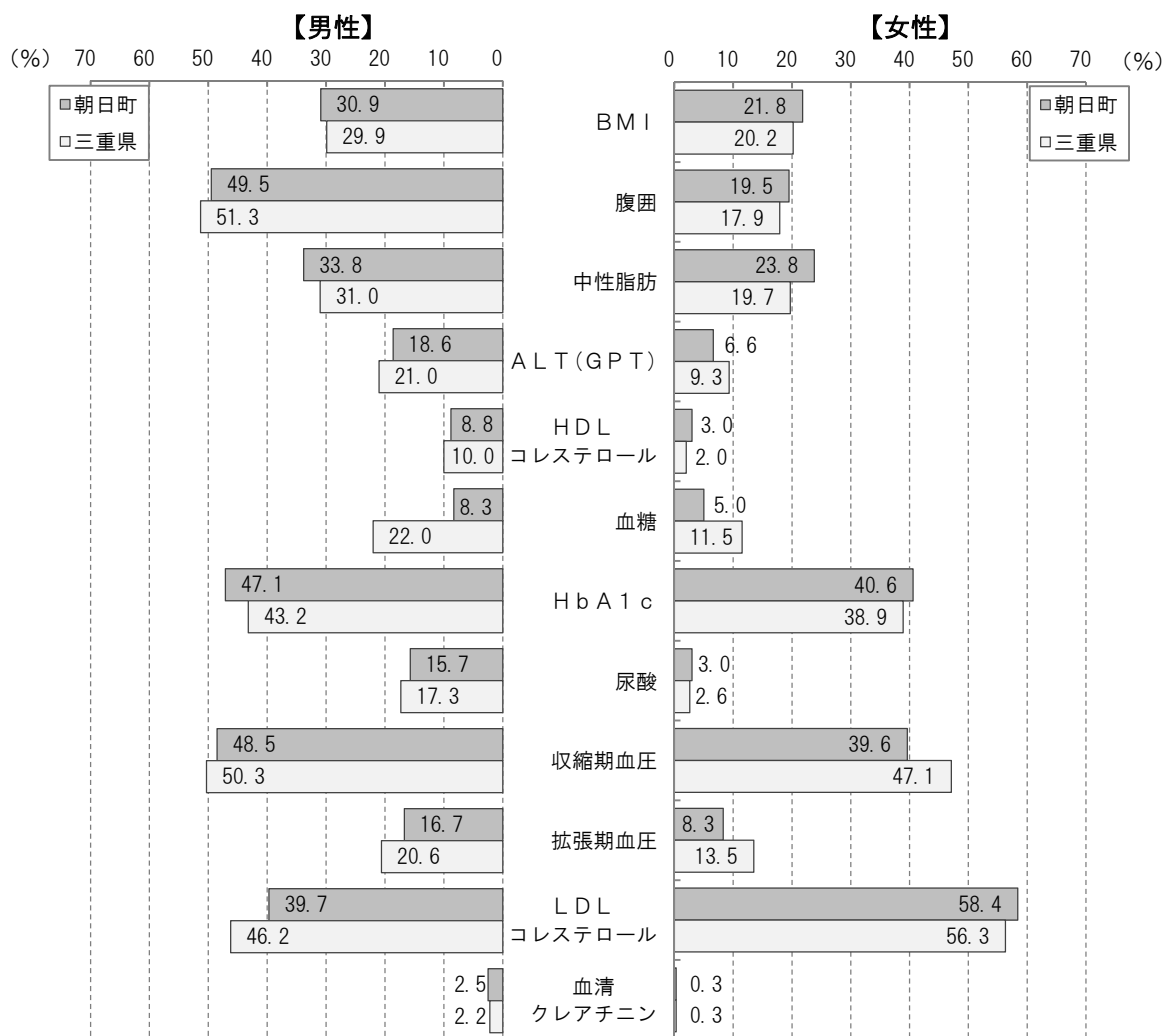 【男性】
【女性】
(%) 70 60 50 40 30 20 10 0
0 10 20 30 40 50 60 70 (%)
朝日町
三重県
朝日町
三重県
30.9 BMI 21.8
29.9 20.2
49.5 腹囲 19.5
51.3 17.9
33.8 中性脂肪 23.8
31.0 19.7
18.6 ALT(GPT) 6.6
21.0 9.3
8.8 HDL 3.0
10.0 コレステロール 2.0
8.3 血糖 5.0
22.0 11.5
47.1 HbA1c 40.6
43.2 38.9
15.7 尿酸 3.0
17.3 2.6
48.5 収縮期血圧 39.6
50.3 47.1
16.7 拡張期血圧 8.3
20.6 13.5
39.7 LDL 58.4
46.2 コレステロール 56.3
2.5 血清 0.3
2.2 クレアチニン 0.3